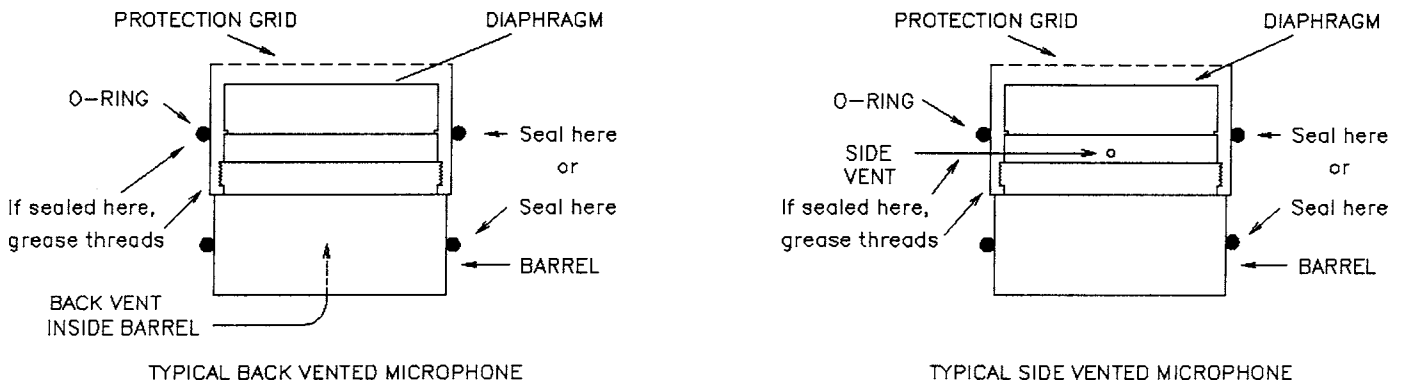 PROTECTION GRID
DIAPHRAGM
O-RING
Seal here
or
Seal here
If sealed here,
grease threads
BARREL
BACK VENT
INSIDE BARREL
TYPICAL BACK VENTED MICROPHONE
PROTECTION GRID
DIAPHRAGM
O-RING
SIDE
VENT
Seal here
or
Seal here
If sealed here,
grease threads
BARREL
TYPICAL SIDE VENTED MICROPHONE